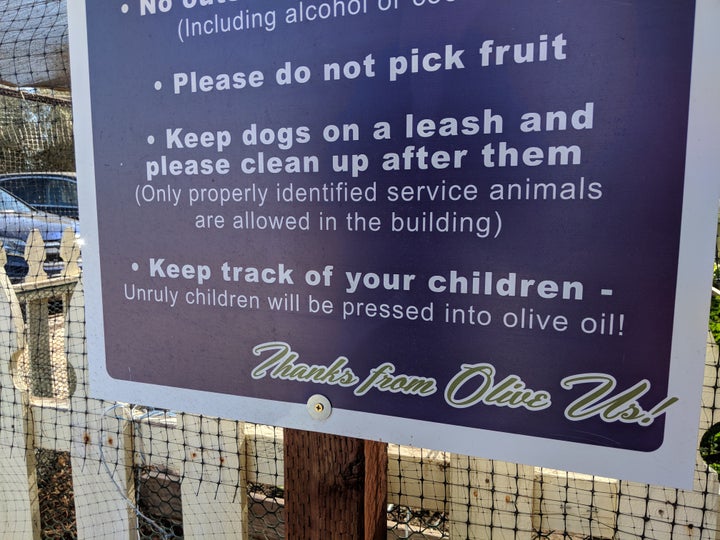 • No
(Including alcohol or
• Please do not pick fruit
• Keep dogs on a leash and
please clean up after them
(Only properly identified service animals
are allowed in the building)
• Keep track of your children -
Unruly children will be pressed into olive oil!
Thanks from Olive Us!